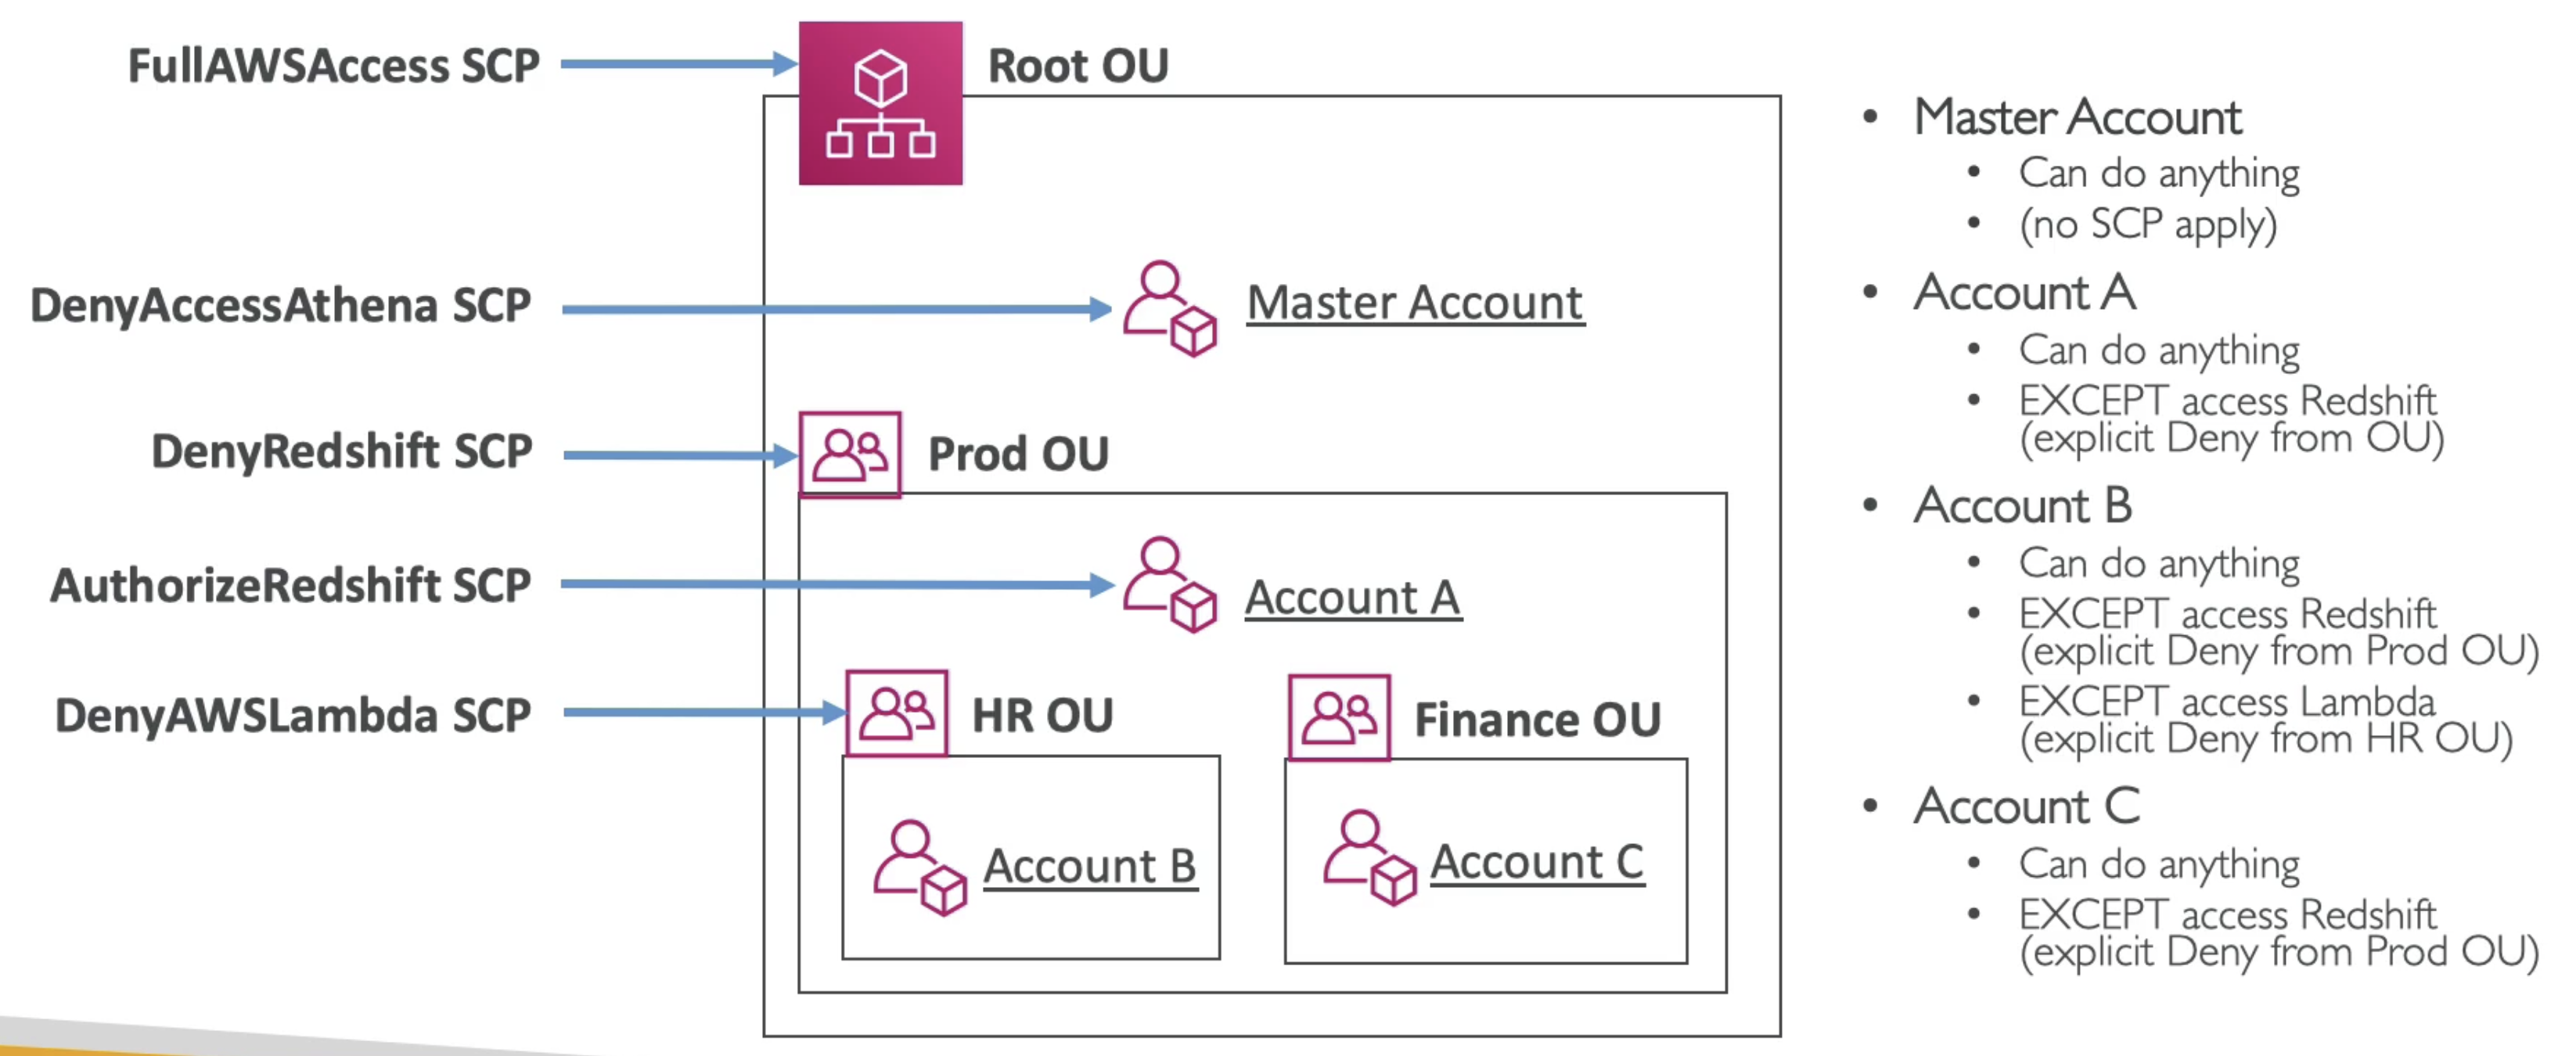 FullAWSAccess SCP
Root OU
DenyAccessAthena SCP
Master Account
DenyRedshift SCP
Prod OU
AuthorizeRedshift SCP
Account A
DenyAWSLambda SCP
HR OU
Finance OU
Account B
Account C
• Master Account
• Can do anything
• (no SCP apply)
• Account A
• Can do anything
• EXCEPT access Redshift
(explicit Deny from OU)
• Account B
• Can do anything
• EXCEPT access Redshift
(explicit Deny from Prod OU)
• EXCEPT access Lambda
(explicit Deny from HR OU)
• Account C
• Can do anything
• EXCEPT access Redshift
(explicit Deny from Prod OU)